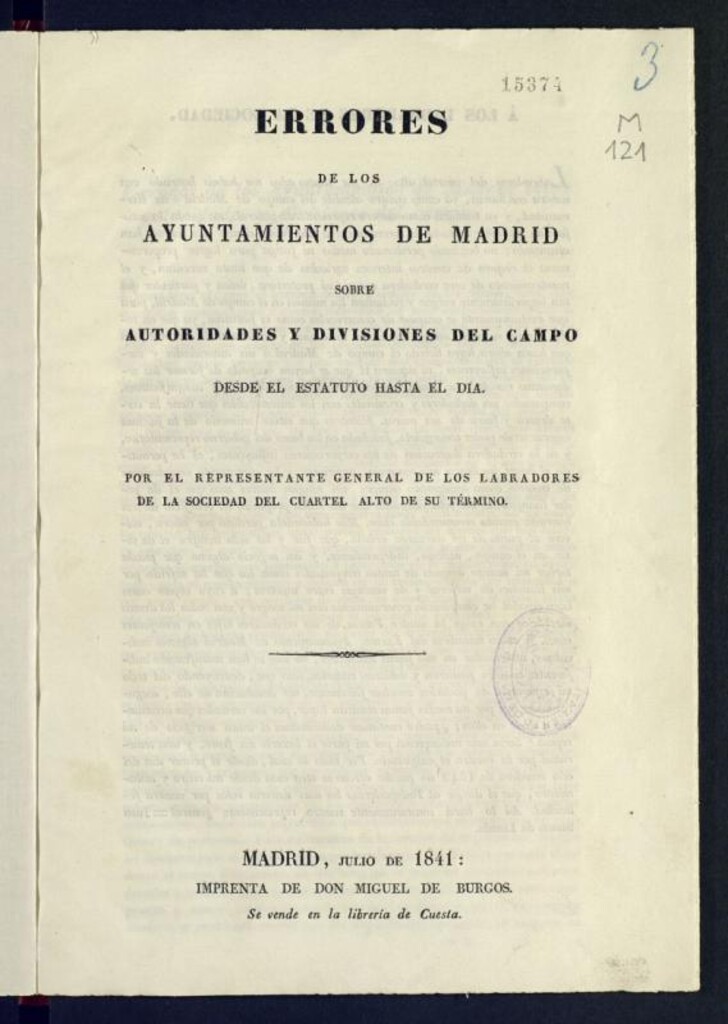 15374
3
M
121
ERRORES
DE LOS
AYUNTAMIENTOS DE MADRID
SOBRE
AUTORIDADES Y DIVISIONES DEL CAMPO
DESDE EL ESTATUTO HASTA EL DIA.
POR EL REPRESENTANTE GENERAL DE LOS LABRADORES
DE LA SOCIEDAD DEL CUARTEL ALTO DE SU TÉRMINO.
MADRID, JULIO DE 1841:
IMPRENTA DE DON MIGUEL DE BURGOS.
Se vende en la librería de Cuesta.